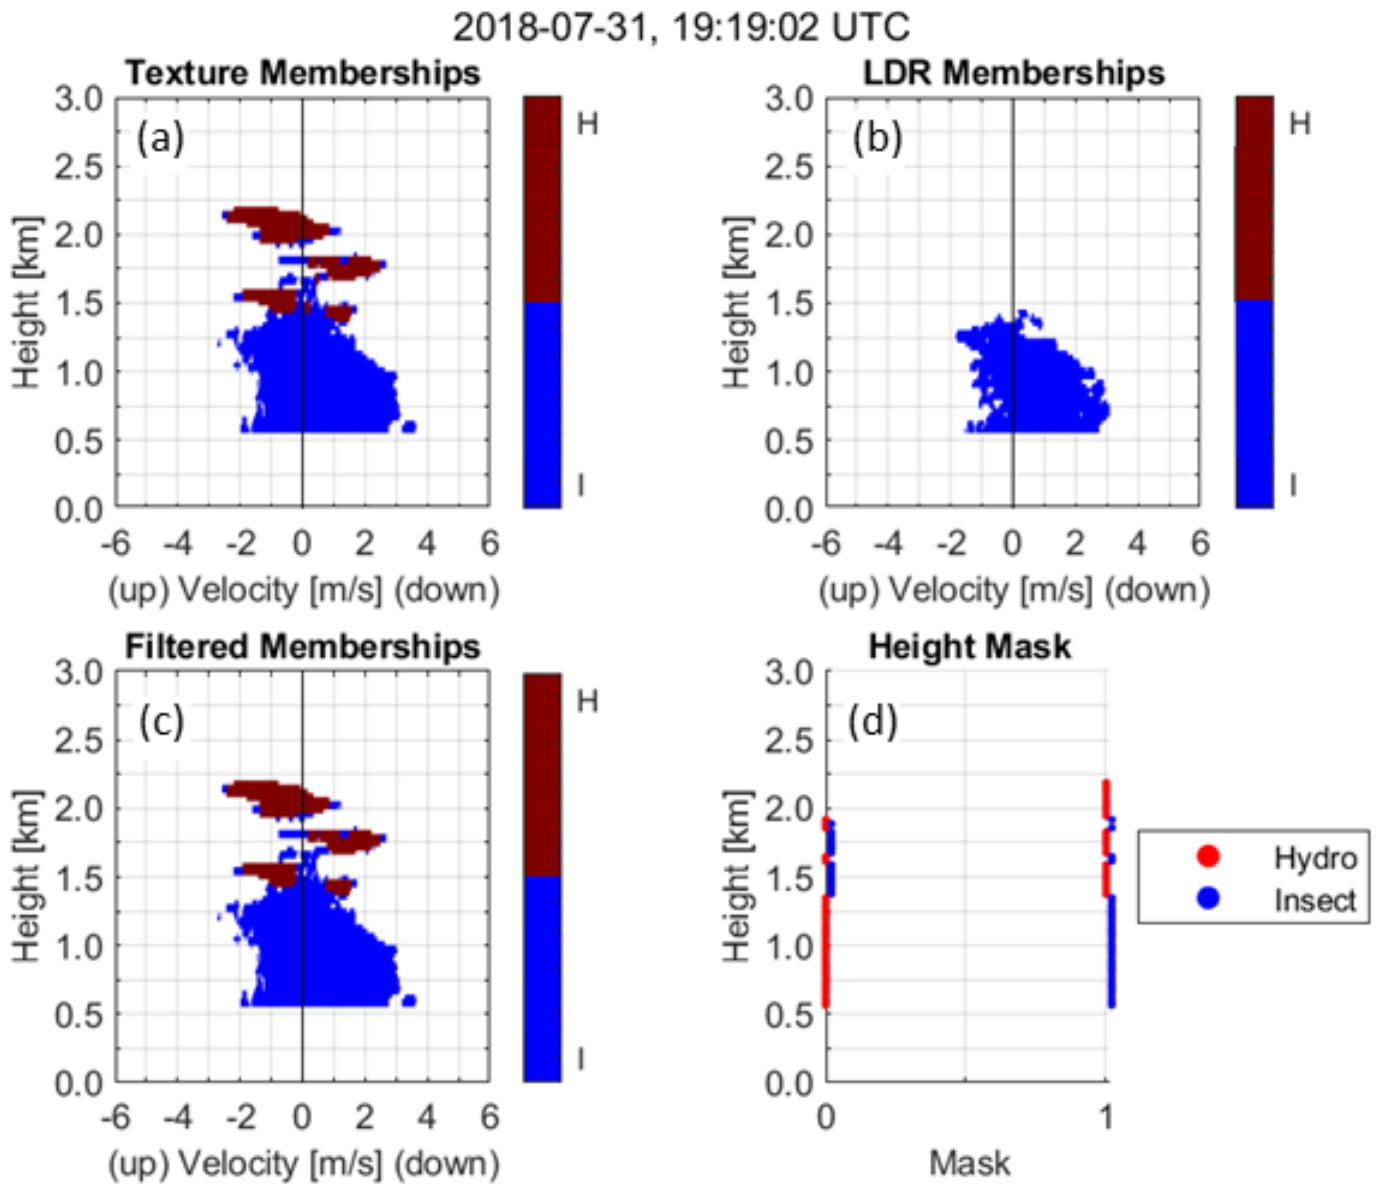 2018-07-31, 19:19:02 UTC
Texture Memberships
(a)
Height [km]
3.0
2.5
2.0
1.5
1.0
0.5
0.0
-6 -4 -2 0 2 4 6
(up) Velocity [m/s] (down)
H
I
LDR Memberships
(b)
Height [km]
3.0
2.5
2.0
1.5
1.0
0.5
0.0
-6 -4 -2 0 2 4 6
(up) Velocity [m/s] (down)
H
I
Filtered Memberships
(c)
Height [km]
3.0
2.5
2.0
1.5
1.0
0.5
0.0
-6 -4 -2 0 2 4 6
(up) Velocity [m/s] (down)
H
I
Height Mask
(d)
Height [km]
3.0
2.5
2.0
1.5
1.0
0.5
0.0
0 1
Mask
Hydro
Insect